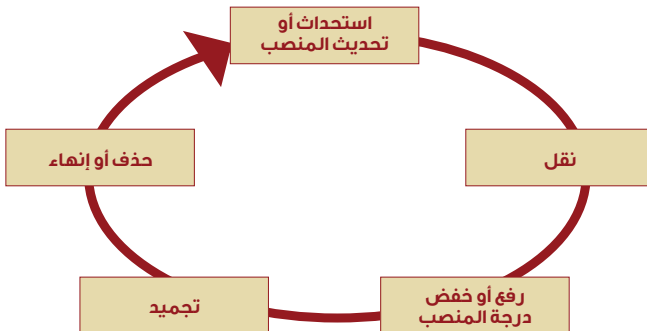 استحداث أو
تحديث المنصب
نقل
رفع أو خفض
درجة المنصب
تجميد
حذف أو إنهاء